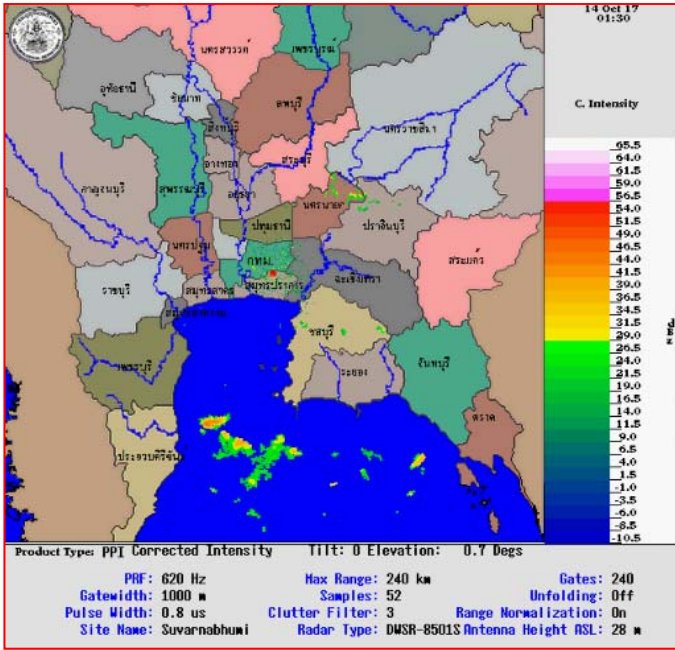 14 Oct 17
01:30
C. Intensity
นครสวรรค์
เพชรบูรณ์
อุทัยธานี
ชัยนาท
ลพบุรี
สิงห์บุรี
นครราชสีมา
อ่างทอง
สระบุรี
กาญจนบุรี
สุพรรณบุรี
อยุธยา
นครนายก
ปทุมธานี
ปราจีนบุรี
นครปฐม
กทม.
สระแก้ว
ราชบุรี
สมุทรสาคร
สมุทรปราการ
ฉะเชิงเทรา
ชลบุรี
เพชรบุรี
ระยอง
จันทบุรี
ตราด
ประจวบคีรีขันธ์
65.5
64.0
61.5
59.0
56.5
54.0
51.5
49.0
46.5
44.0
41.5
39.0
36.5
34.0
31.5
29.0
26.5
24.0
21.5
19.0
16.5
14.0
11.5
9.0
6.5
4.0
1.5
-1.0
-3.5
-6.0
-8.5
-10.5
Product Type: PPI Corrected Intensity Tilt: 0 Elevation: 0.7 Degs
PRF: 620 Hz Max Range: 240 km Gates: 240
Gatewidth: 1000 m Samples: 52 Unfolding: Off
Pulse Width: 0.8 us Clutter Filter: 3 Range Normalization: On
Site Name: Suvarnabhumi Radar Type: DWSR-8501S Antenna Height ASL: 28 m